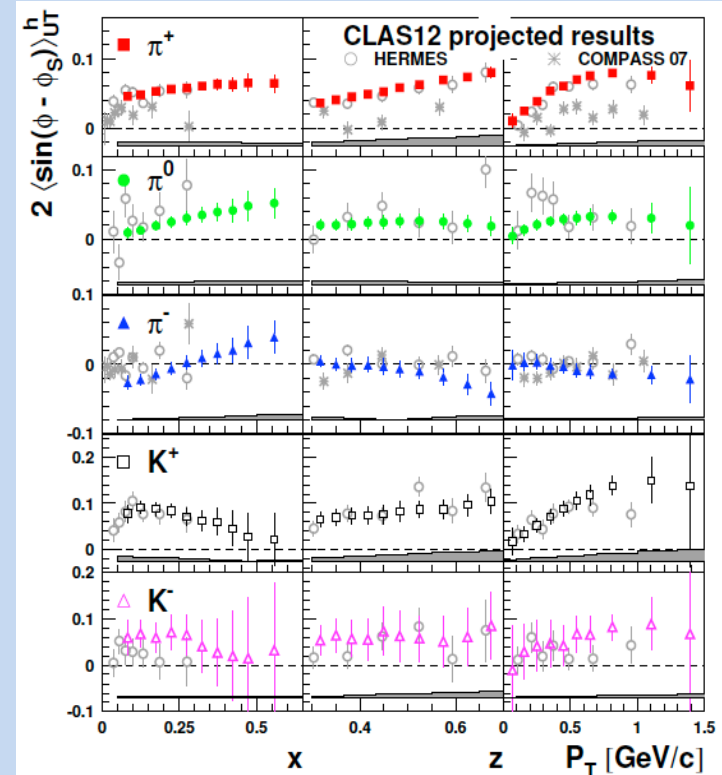 2 ⟨sin(ϕ - ϕS)⟩hUT
CLAS12 projected results
HERMES
COMPASS 07
π+
0.1
0
π0
0.1
0
π-
0.1
0
-0.1
K+
0.2
0.1
0
K-
0.2
0.1
0
-0.1
0 0.25 0.5
0.4 0.6
0 0.5 1 1.5
x
z
PT [GeV/c]